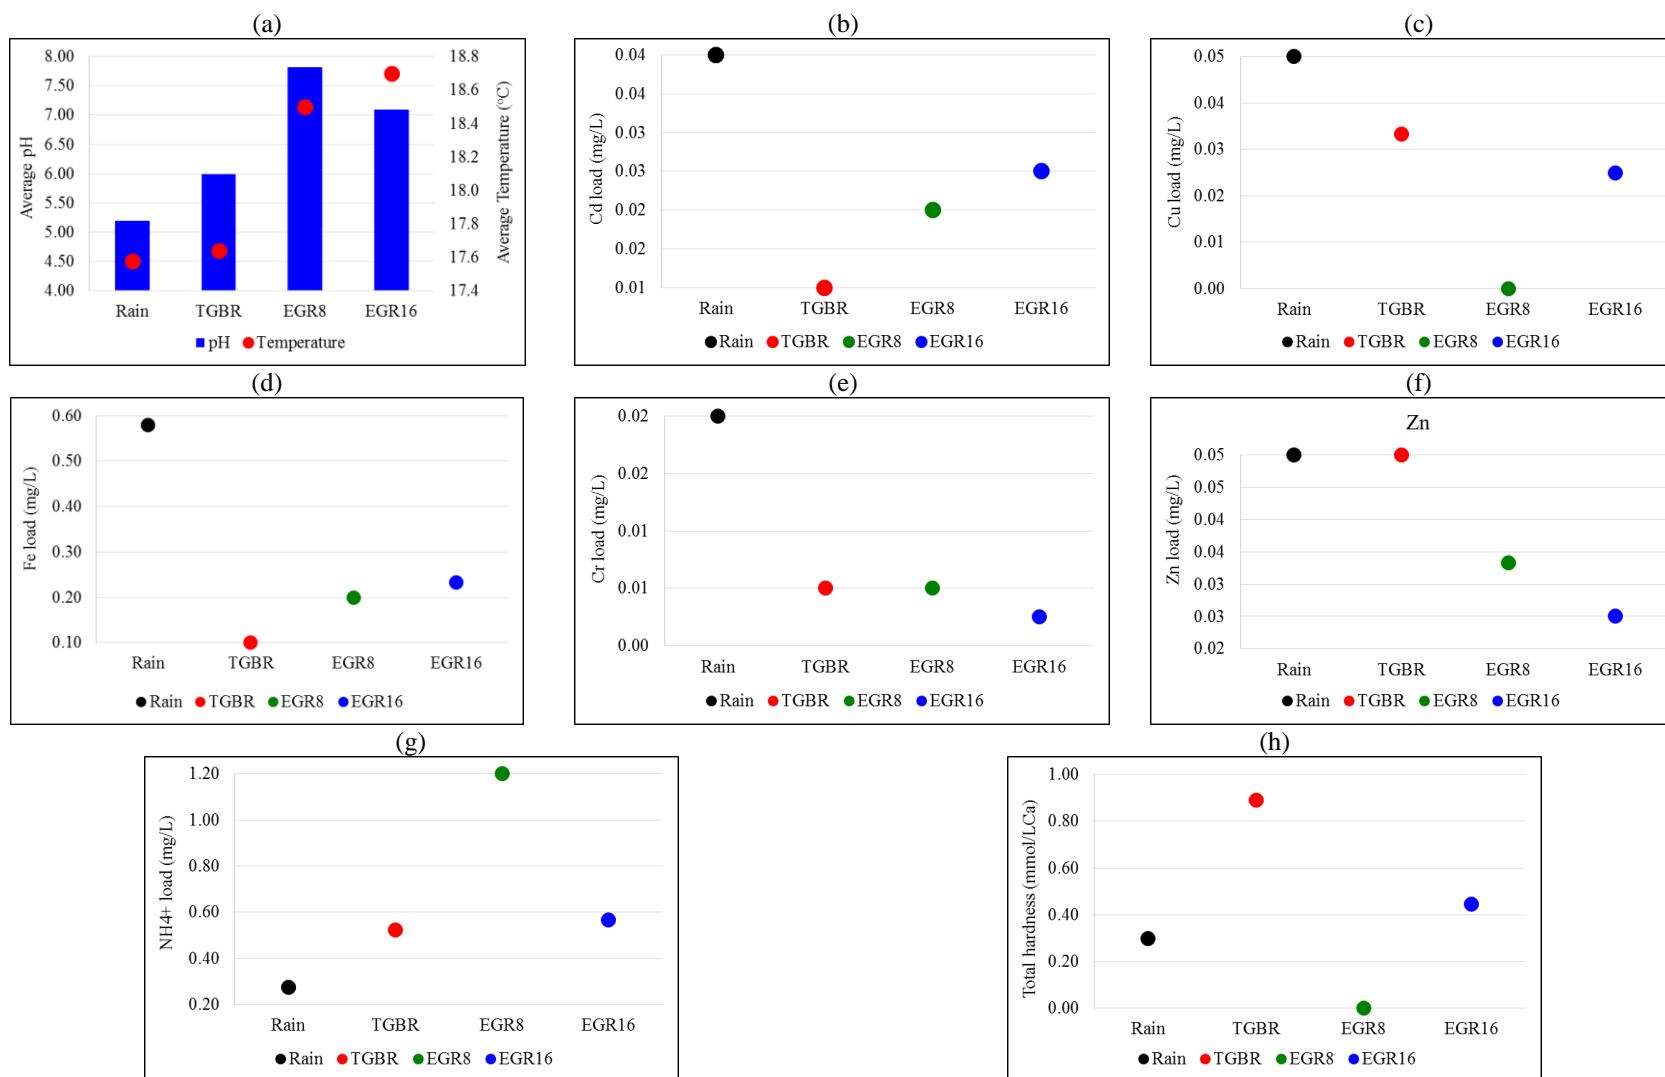 (a)
8.00
7.50
7.00
6.50
6.00
5.50
5.00
4.50
4.00
Average pH
18.8
18.6
18.4
18.2
18.0
17.8
17.6
17.4
Average Temperature (°C)
Rain TGBR EGR8 EGR16
pH Temperature
(b)
0.04
0.04
0.03
0.03
0.02
0.02
0.01
Cd load (mg/L)
Rain TGBR EGR8 EGR16
Rain TGBR EGR8 EGR16
(c)
0.05
0.04
0.03
0.02
0.01
0.00
Cu load (mg/L)
Rain TGBR EGR8 EGR16
Rain TGBR EGR8 EGR16
(d)
0.60
0.50
0.40
0.30
0.20
0.10
Fe load (mg/L)
Rain TGBR EGR8 EGR16
Rain TGBR EGR8 EGR16
(e)
0.02
0.02
0.01
0.01
0.00
Cr load (mg/L)
Rain TGBR EGR8 EGR16
Rain TGBR EGR8 EGR16
(f)
Zn
0.05
0.05
0.04
0.04
0.03
0.03
0.02
Zn load (mg/L)
Rain TGBR EGR8 EGR16
Rain TGBR EGR8 EGR16
(g)
1.20
1.00
0.80
0.60
0.40
0.20
NH4+ load (mg/L)
Rain TGBR EGR8 EGR16
Rain TGBR EGR8 EGR16
(h)
1.00
0.80
0.60
0.40
0.20
0.00
Total hardness (mmol/LCa)
Rain TGBR EGR8 EGR16
Rain TGBR EGR8 EGR16